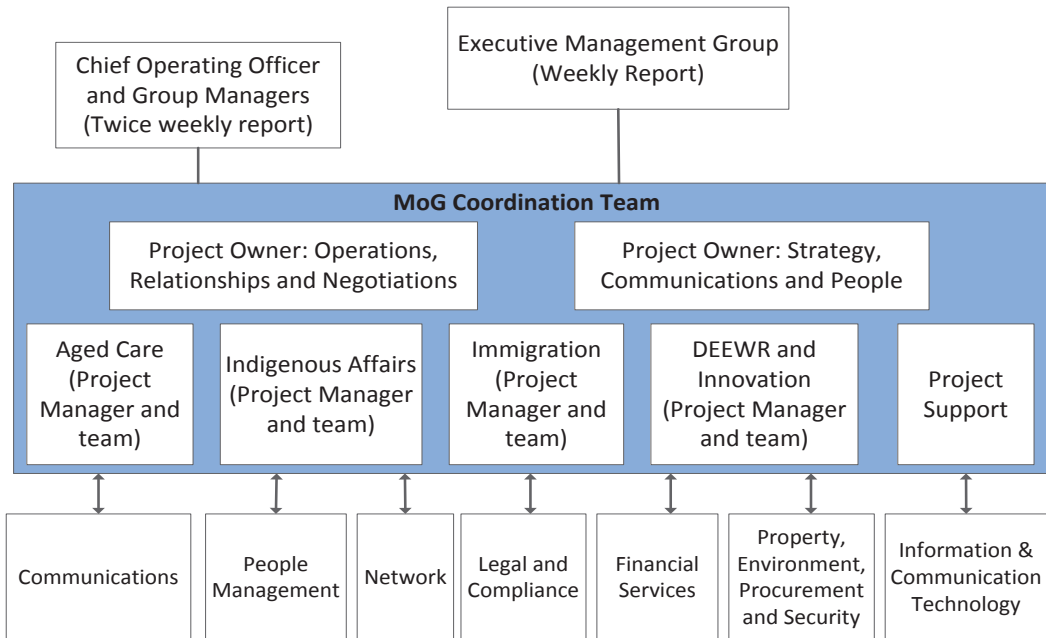 Chief Operating Officer
and Group Managers
(Twice weekly report)
Executive Management Group
(Weekly Report)
MoG Coordination Team
Project Owner: Operations,
Relationships and Negotiations
Project Owner: Strategy,
Communications and People
Aged Care
(Project
Manager and
team)
Indigenous Affairs
(Project Manager
and team)
Immigration
(Project
Manager and
team)
DEEWR and
Innovation
(Project Manager
and team)
Project
Support
Communications
People
Management
Network
Legal and
Compliance
Financial
Services
Property,
Environment,
Procurement
and Security
Information &
Communication
Technology